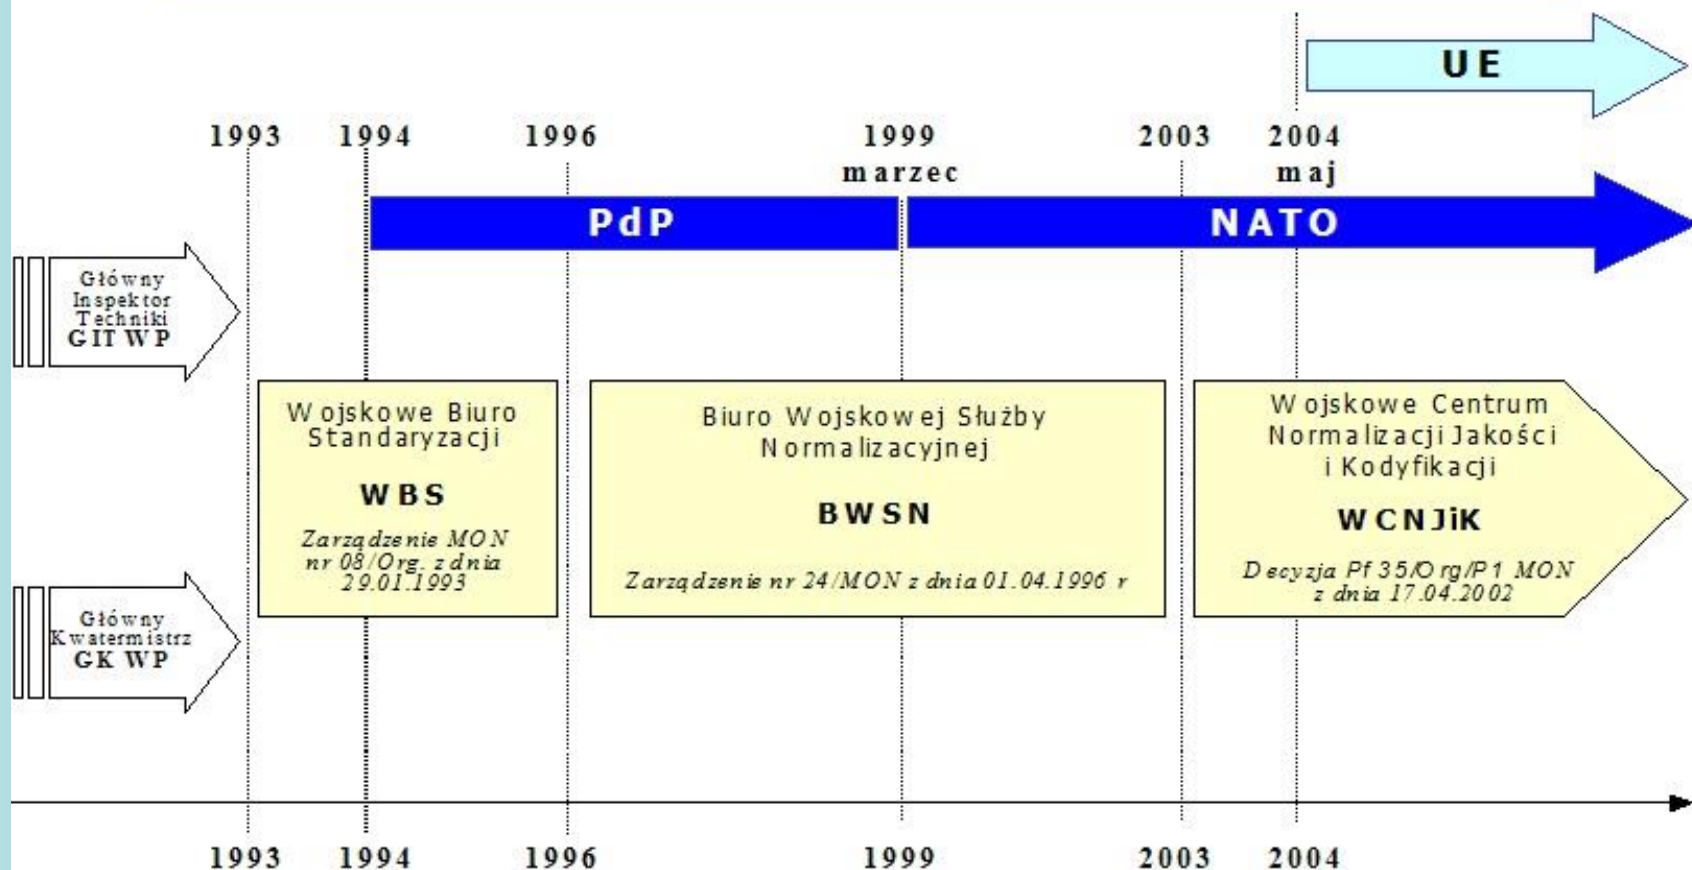 UE
1993 1994 1996 1999 2003 2004
marzec maj
PdP NATO
Główny
Inspektor
Techniki
GIT WP
Wojskowe Biuro
Standaryzacji
WBS
Zarządzenie MON
nr 08/Org. z dnia
29.01.1993
Biuro Wojskowej Służby
Normalizacyjnej
BWSN
Zarządzenie nr 24/MON z dnia 01.04.1996 r
Wojskowe Centrum
Normalizacji Jakości
i Kodyfikacji
WCNJiK
Decyzja Pf 35/Org/P1 MON
z dnia 17.04.2002
Główny
Kwatermistrz
GK WP
1993 1994 1996 1999 2003 2004